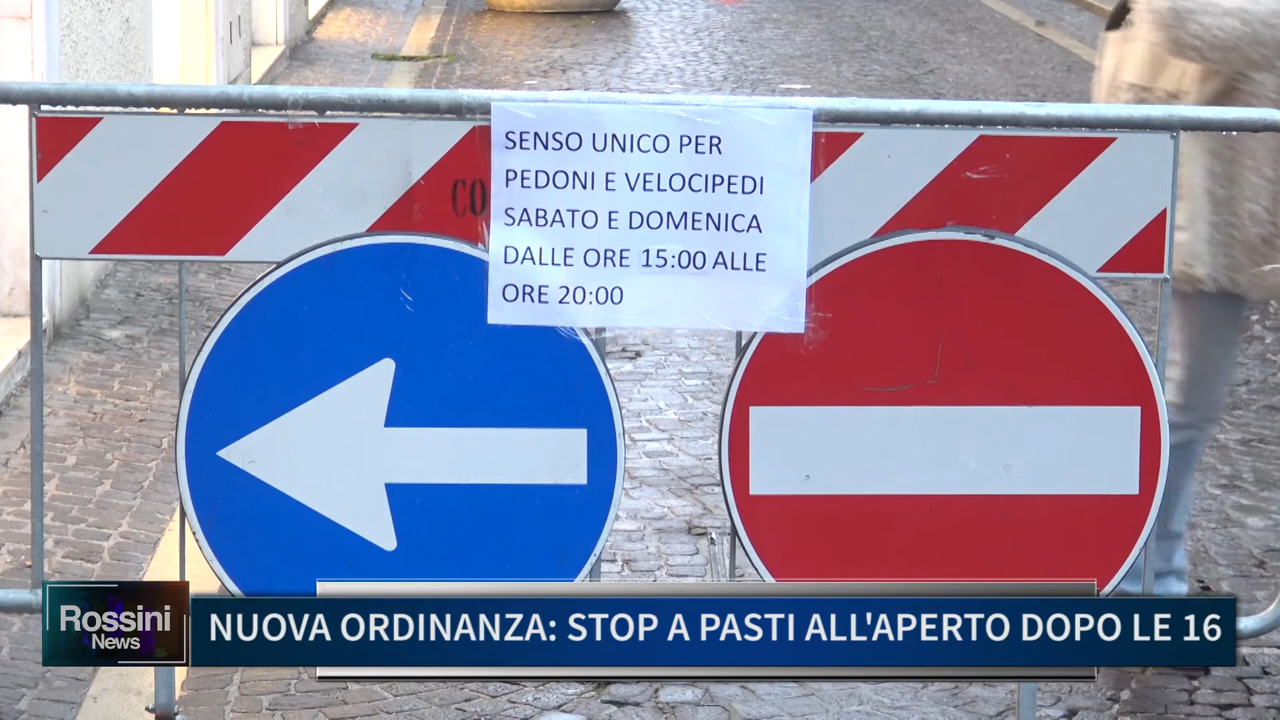 SENSO UNICO PER
PEDONI E VELOCIPEDI
SABATO E DOMENICA
DALLE ORE 15:00 ALLE
ORE 20:00
Rossini
News
NUOVA ORDINANZA: STOP A PASTI ALL'APERTO DOPO LE 16